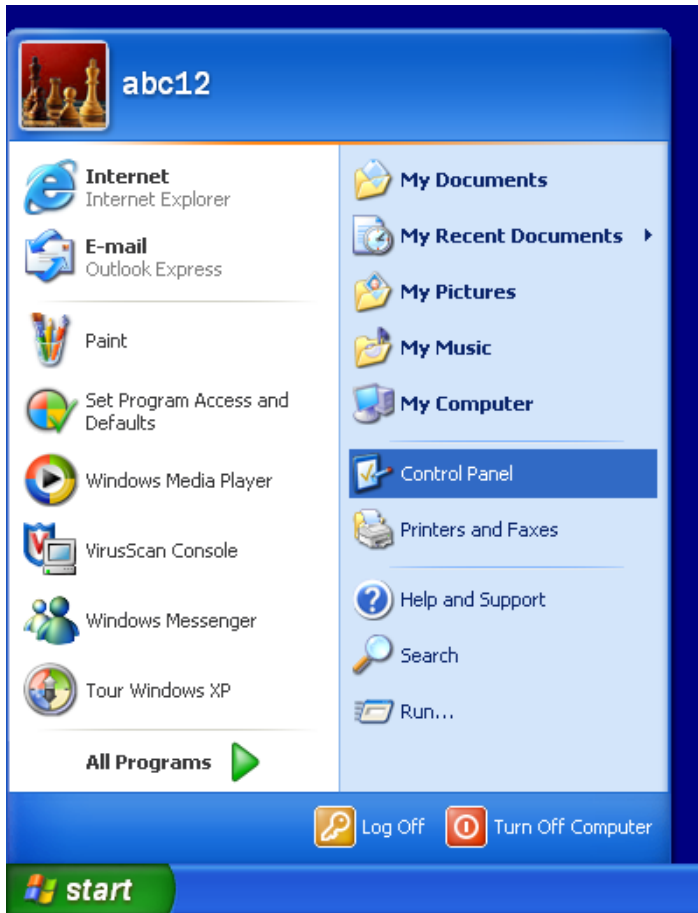 abc12
Internet
Internet Explorer
E-mail
Outlook Express
Paint
Set Program Access and
Defaults
Windows Media Player
VirusScan Console
Windows Messenger
Tour Windows XP
All Programs
My Documents
My Recent Documents
My Pictures
My Music
My Computer
Control Panel
Printers and Faxes
Help and Support
Search
Run...
Log Off
Turn Off Computer
start